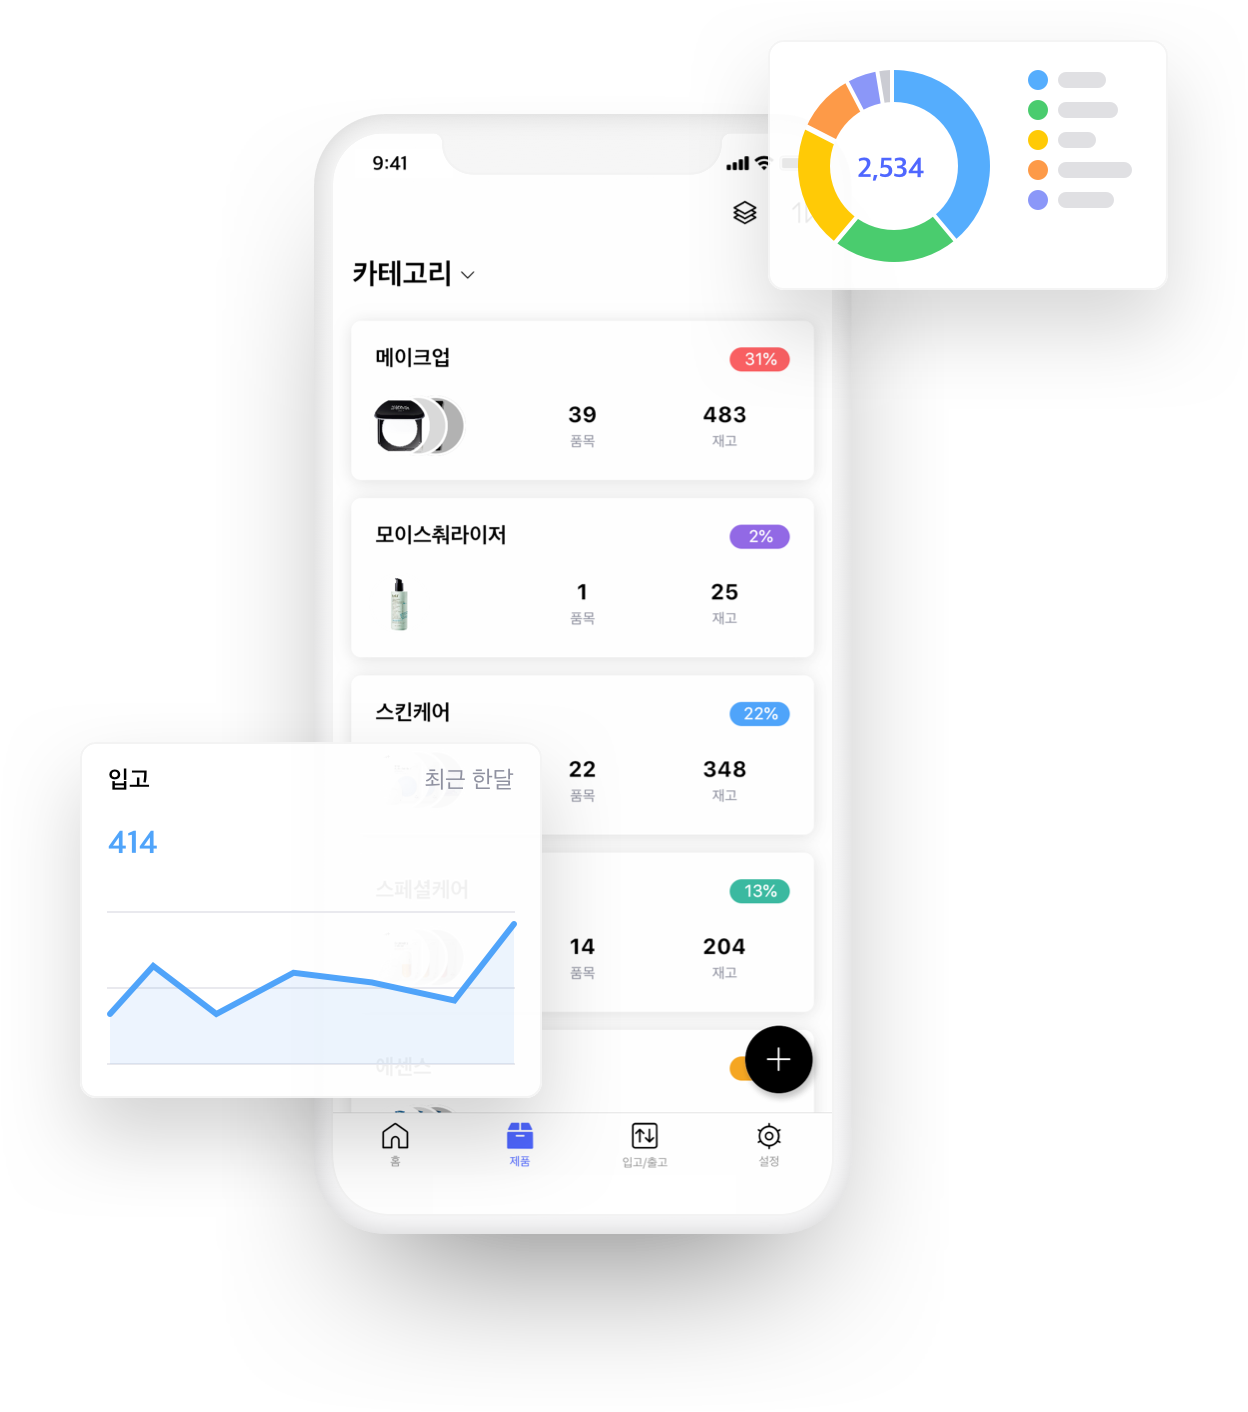 9:41
2,534
카테고리
메이크업
31%
39
483
품목
재고
모이스춰라이저
2%
1
25
품목
재고
스킨케어
22%
22
348
품목
재고
입고
최근 한달
414
스페셜케어
13%
14
204
품목
재고
에센스
홈
제품
입고/출고
설정